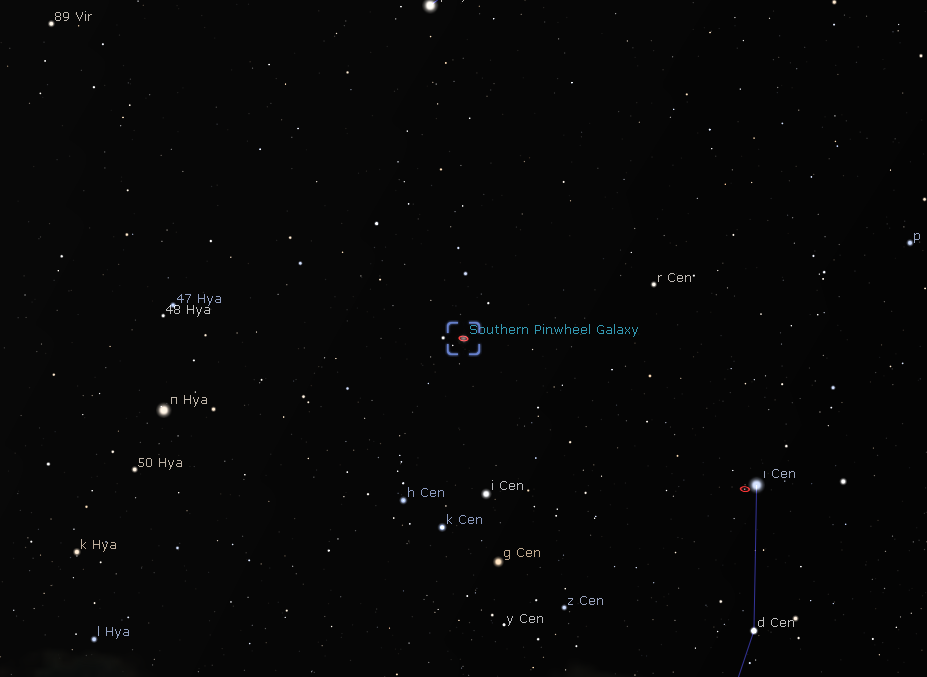 89 Vir
p
r Cen
47 Hya
48 Hya
Southern Pinwheel Galaxy
π Hya
50 Hya
ι Cen
i Cen
h Cen
k Cen
k Hya
g Cen
z Cen
y Cen
d Cen
l Hya